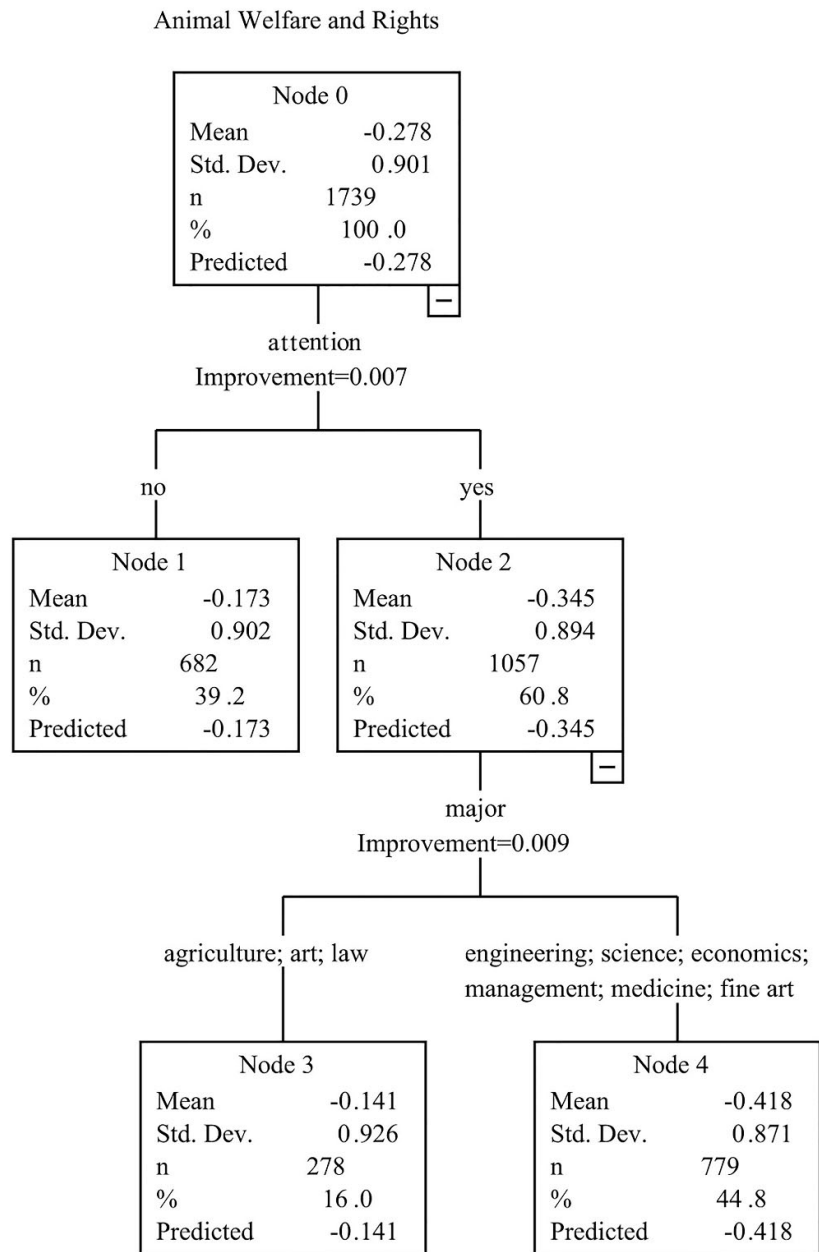 Animal Welfare and Rights
Node 0
Mean -0.278
Std. Dev. 0.901
n 1739
% 100 .0
Predicted -0.278
attention
Improvement=0.007
no
yes
Node 1
Mean -0.173
Std. Dev. 0.902
n 682
% 39 .2
Predicted -0.173
Node 2
Mean -0.345
Std. Dev. 0.894
n 1057
% 60 .8
Predicted -0.345
major
Improvement=0.009
agriculture; art; law
engineering; science; economics;
management; medicine; fine art
Node 3
Mean -0.141
Std. Dev. 0.926
n 278
% 16 .0
Predicted -0.141
Node 4
Mean -0.418
Std. Dev. 0.871
n 779
% 44 .8
Predicted -0.418